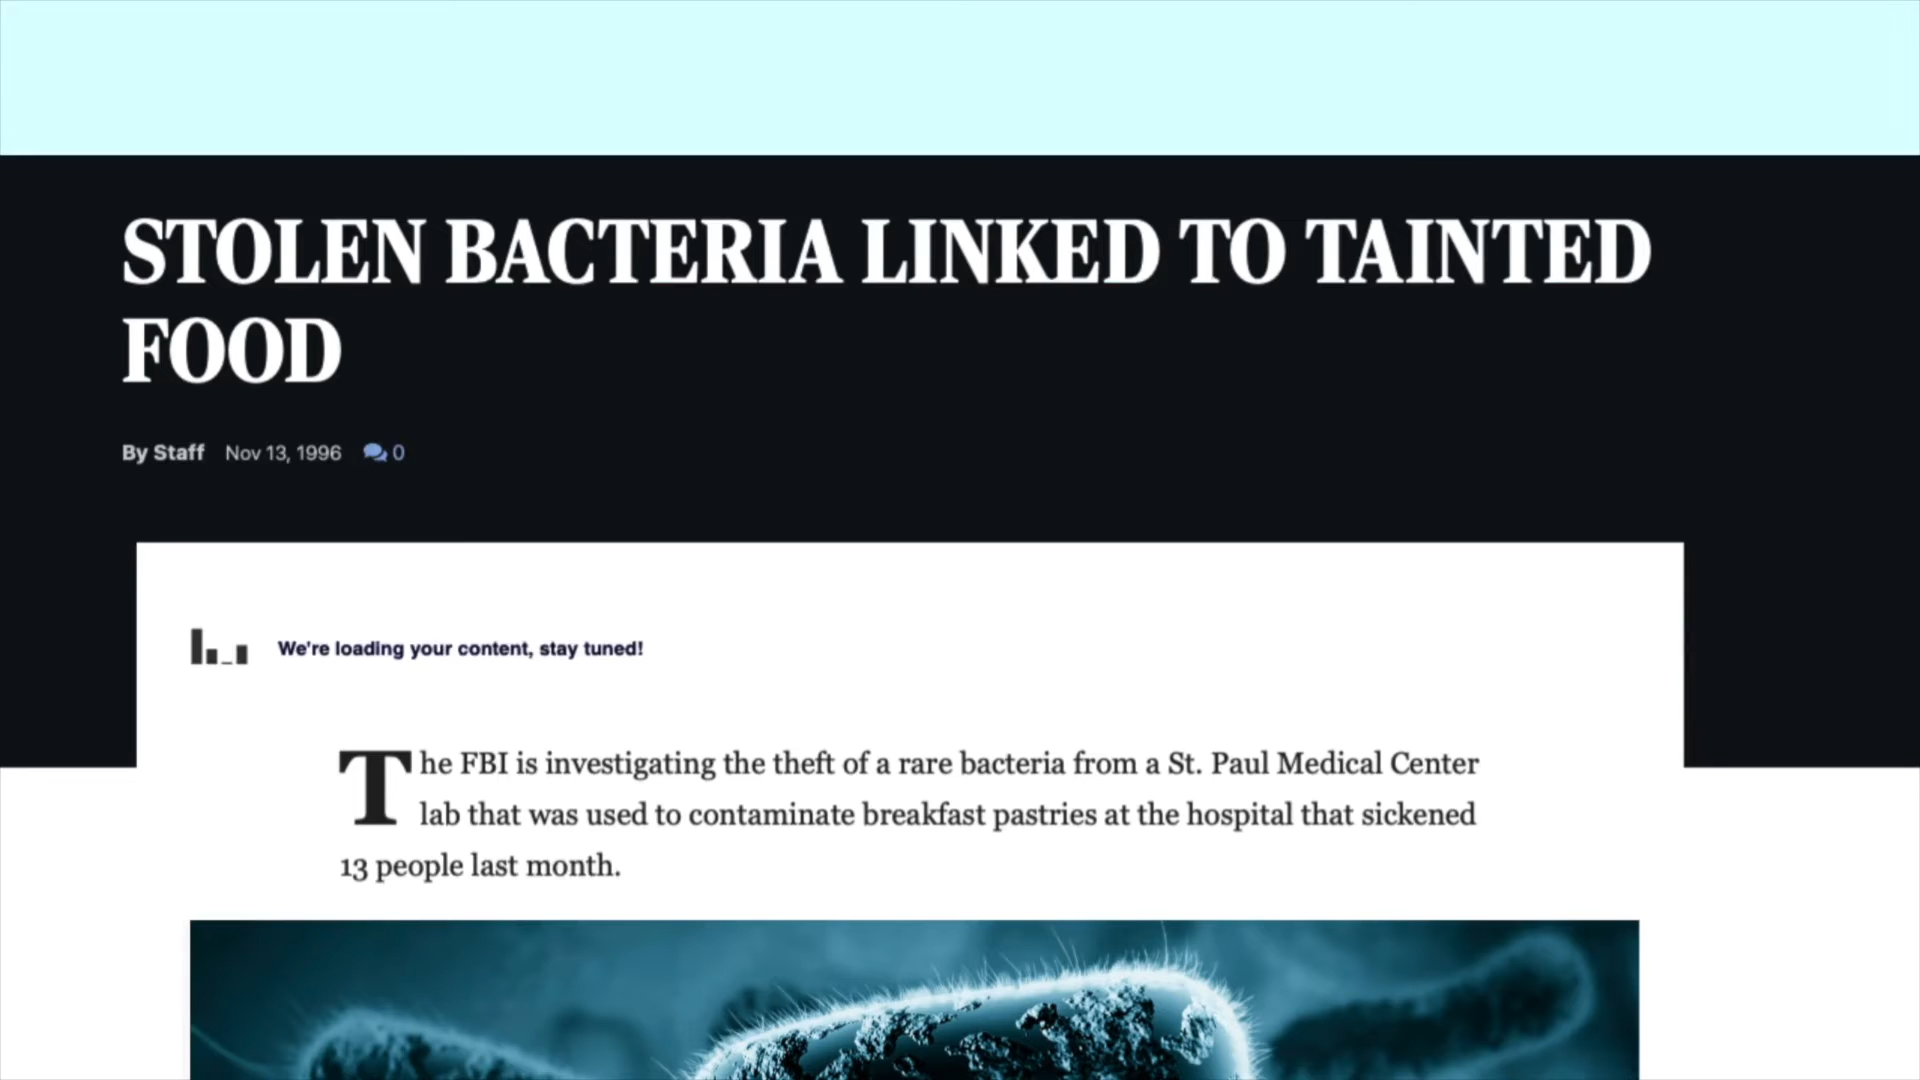 STOLEN BACTERIA LINKED TO TAINTED
FOOD
By Staff Nov 13, 1996 0
We're loading your content, stay tuned!
The FBI is investigating the theft of a rare bacteria from a St. Paul Medical Center
lab that was used to contaminate breakfast pastries at the hospital that sickened
13 people last month.